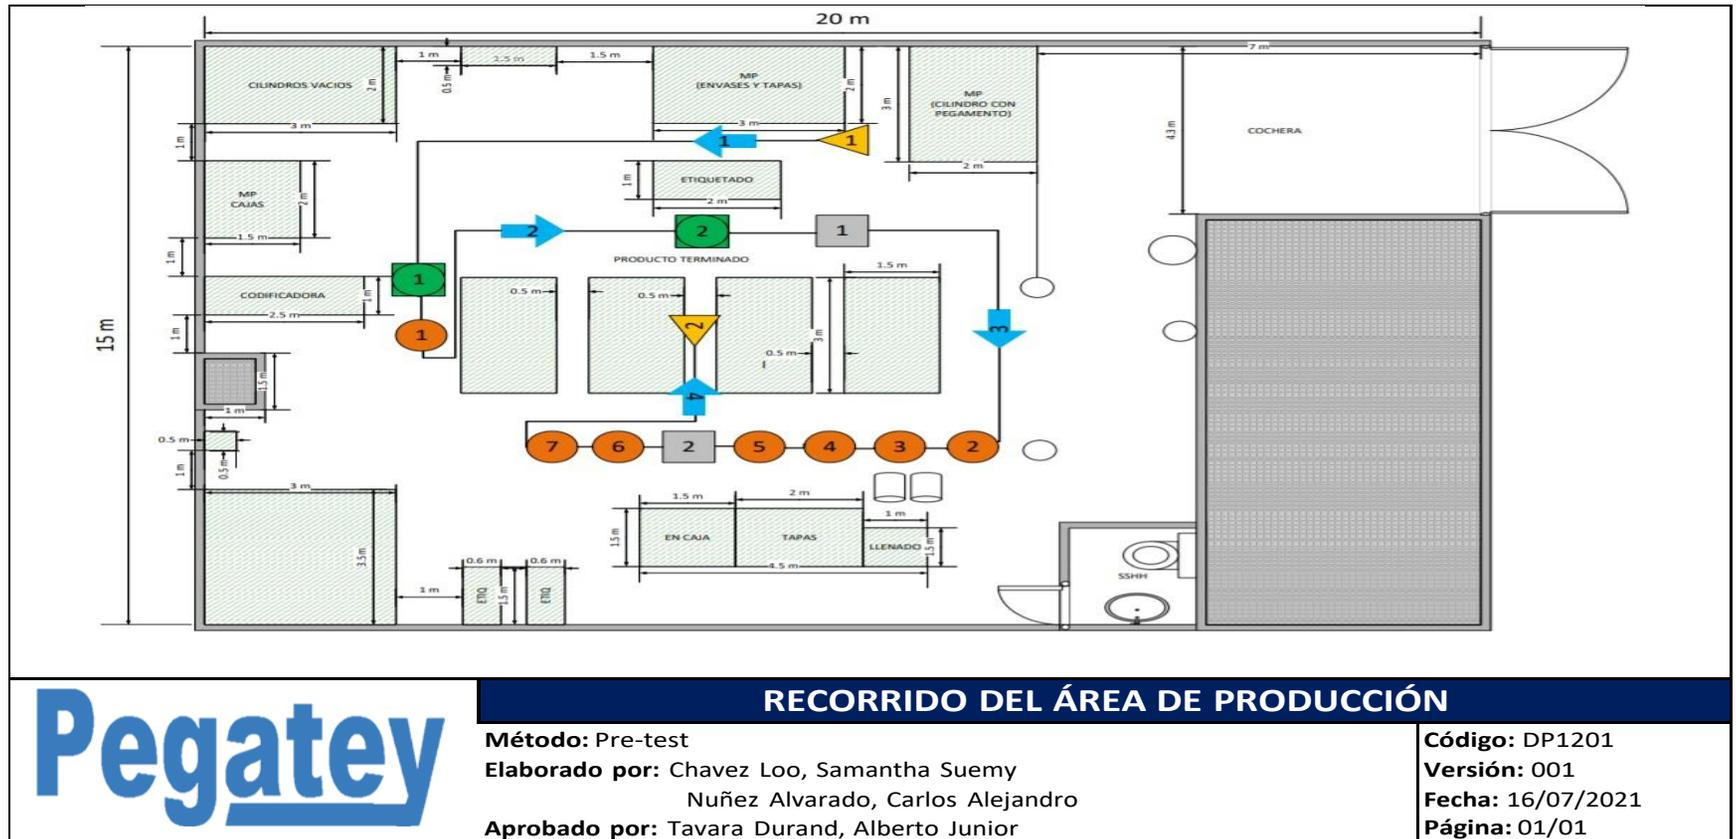 20 m
1 m
1.5 m
1.5 m
7 m
CILINDROS VACIOS
2 m
0.5 m
MP
(ENVASES Y TAPAS)
2 m
3 m
MP
(CILINDRO CON
PEGAMENTO)
4.3 m
COCHERA
3 m
3 m
1 m
1
1
2 m
MP
CAJAS
2 m
1 m
ETIQUETADO
2 m
1.5 m
2
2
1
1 m
PRODUCTO TERMINADO
1.5 m
1
CODIFICADORA
1 m
0.5 m
0.5 m
2.5 m
15 m
1 m
1
2
3
3 m
0.5 m
1.5 m
1 m
4
0.5 m
0.5 m
7
6
2
5
4
3
2
1 m
3 m
1.5 m
2 m
1 m
1.5 m
EN CAJA
TAPAS
LLENADO
1.5 m
3.5 m
0.6 m
0.6 m
4.5 m
1 m
ETIQ
1.5 m
ETIQ
SSHH
Pegatey
RECORRIDO DEL ÁREA DE PRODUCCIÓN
Método: Pre-test
Elaborado por: Chavez Loo, Samantha Suemy
Nuñez Alvarado, Carlos Alejandro
Aprobado por: Tavara Durand, Alberto Junior
Código: DP1201
Versión: 001
Fecha: 16/07/2021
Página: 01/01